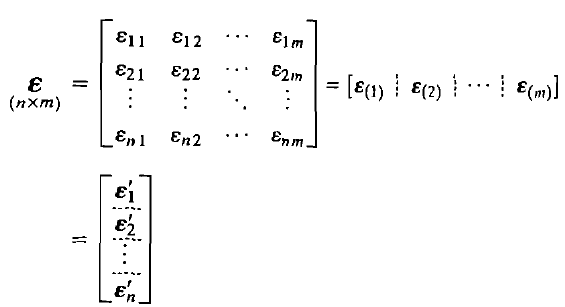 ε = [ ε11 ε12 ⋯ ε1m
ε21 ε22 ⋯ ε2m
⋮ ⋮ ⋱ ⋮
εn1 εn2 ⋯ εnm ] = [ε(1) ¦ ε(2) ¦ ⋯ ¦ ε(m)]
(n×m)
= [ ε′1
ε′2
⋮
ε′n ]